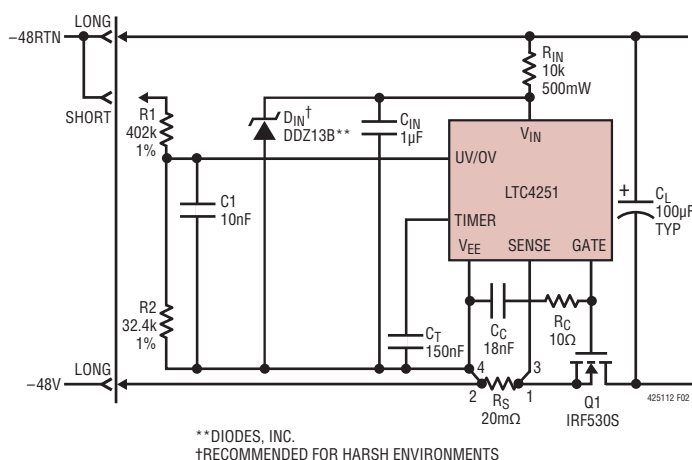 LONG
−48RTN
SHORT
R1
402k
1%
C1
10nF
R2
32.4k
1%
LONG
−48V
DIN†
DDZ13B**
CIN
1µF
RIN
10k
500mW
VIN
UV/OV
LTC4251
TIMER
VEE SENSE GATE
+
CL
100µF
TYP
CT
150nF
CC
18nF
RC
10Ω
4
3
2
1
RS
20mΩ
Q1
IRF530S
425112 F02
**DIODES, INC.
†RECOMMENDED FOR HARSH ENVIRONMENTS